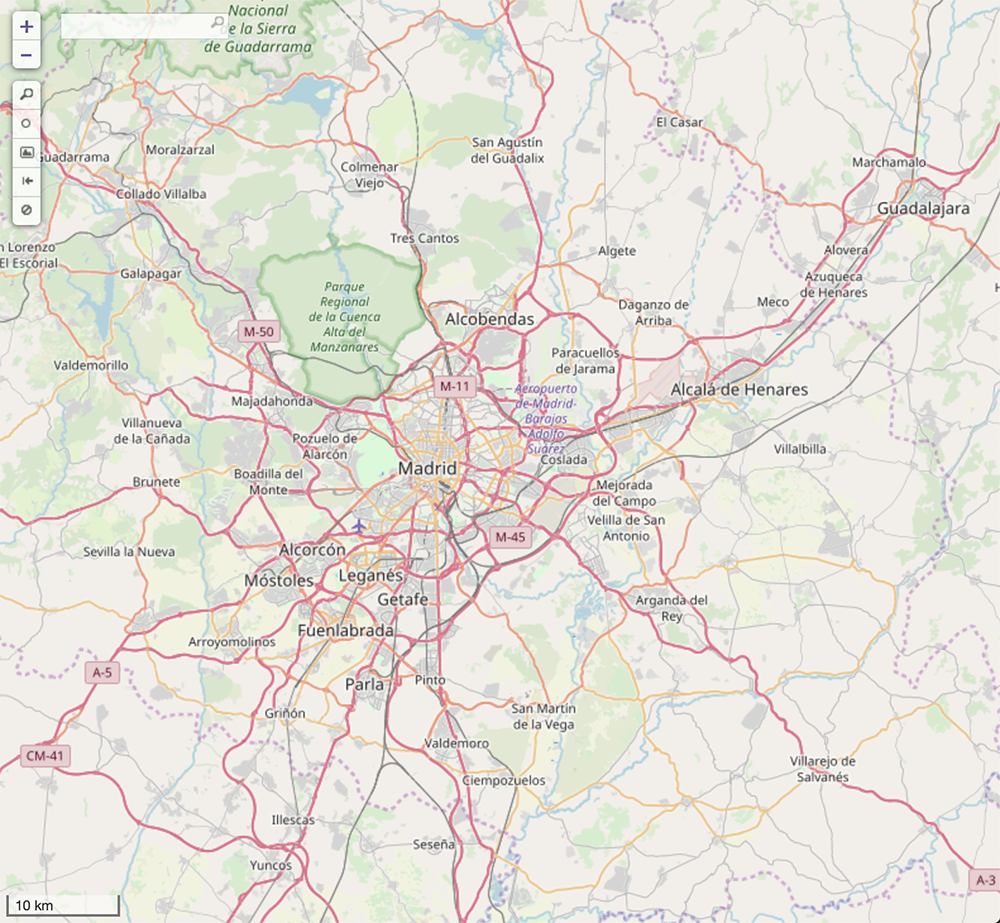 +
−
Nacional
de la Sierra
de Guadarrama
El Casar
San Agustín
del Guadalix
Moralzarzal
Guadarrama
Marchamalo
Colmenar
Viejo
Collado Villalba
Guadalajara
Tres Cantos
n Lorenzo
El Escorial
Algete
Alovera
Galapagar
Azuqueca
de Henares
Parque
Regional
de la Cuenca
Alta del
Manzanares
Daganzo de
Arriba
Meco
H
Alcobendas
M-50
Paracuellos
de Jarama
Valdemorillo
M-11
Aeropuerto
de-Madrid-
Barajas
Adolfo
Suárez
Alcalá de Henares
Majadahonda
Villanueva
de la Cañada
Pozuelo de
Alarcón
Villalbilla
Coslada
Madrid
Boadilla del
Monte
Brunete
Mejorada
del Campo
Velilla de San
Antonio
M-45
Sevilla la Nueva
Alcorcón
Móstoles
Leganés
Getafe
Arganda del
Rey
Fuenlabrada
Arroyomolinos
A-5
Parla
Pinto
Griñón
San Martín
de la Vega
Valdemoro
CM-41
Villarejo de
Salvanés
Ciempozuelos
Illescas
Seseña
Yuncos
A-3
10 km